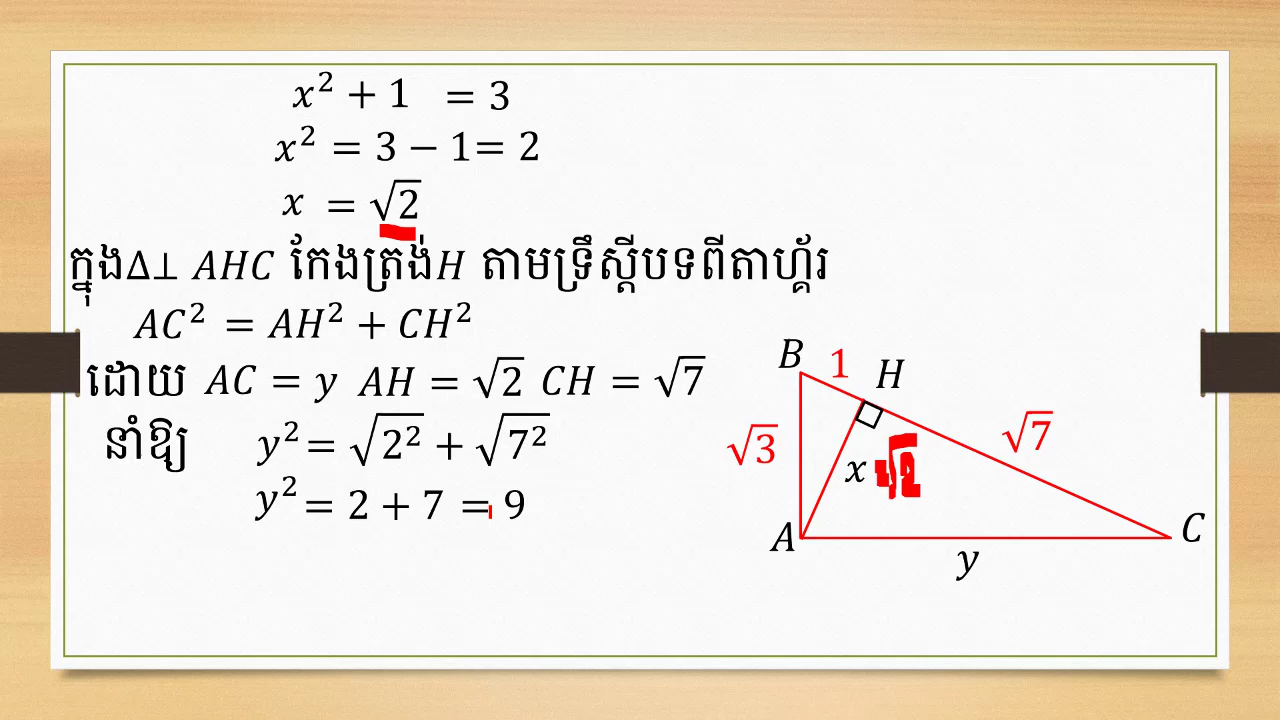 x² + 1 = 3
x² = 3 − 1 = 2
x = √2
ក្នុង∆⊥ AHC កែងត្រង់H តាមទ្រឹស្តីបទពីតាហ្គ័រ
AC² = AH² + CH²
ដោយ AC = y AH = √2 CH = √7
នាំឱ្យ y² = √2² + √7²
y² = 2 + 7 = 9
B 1 H
√3 √7
x √2
A C
y